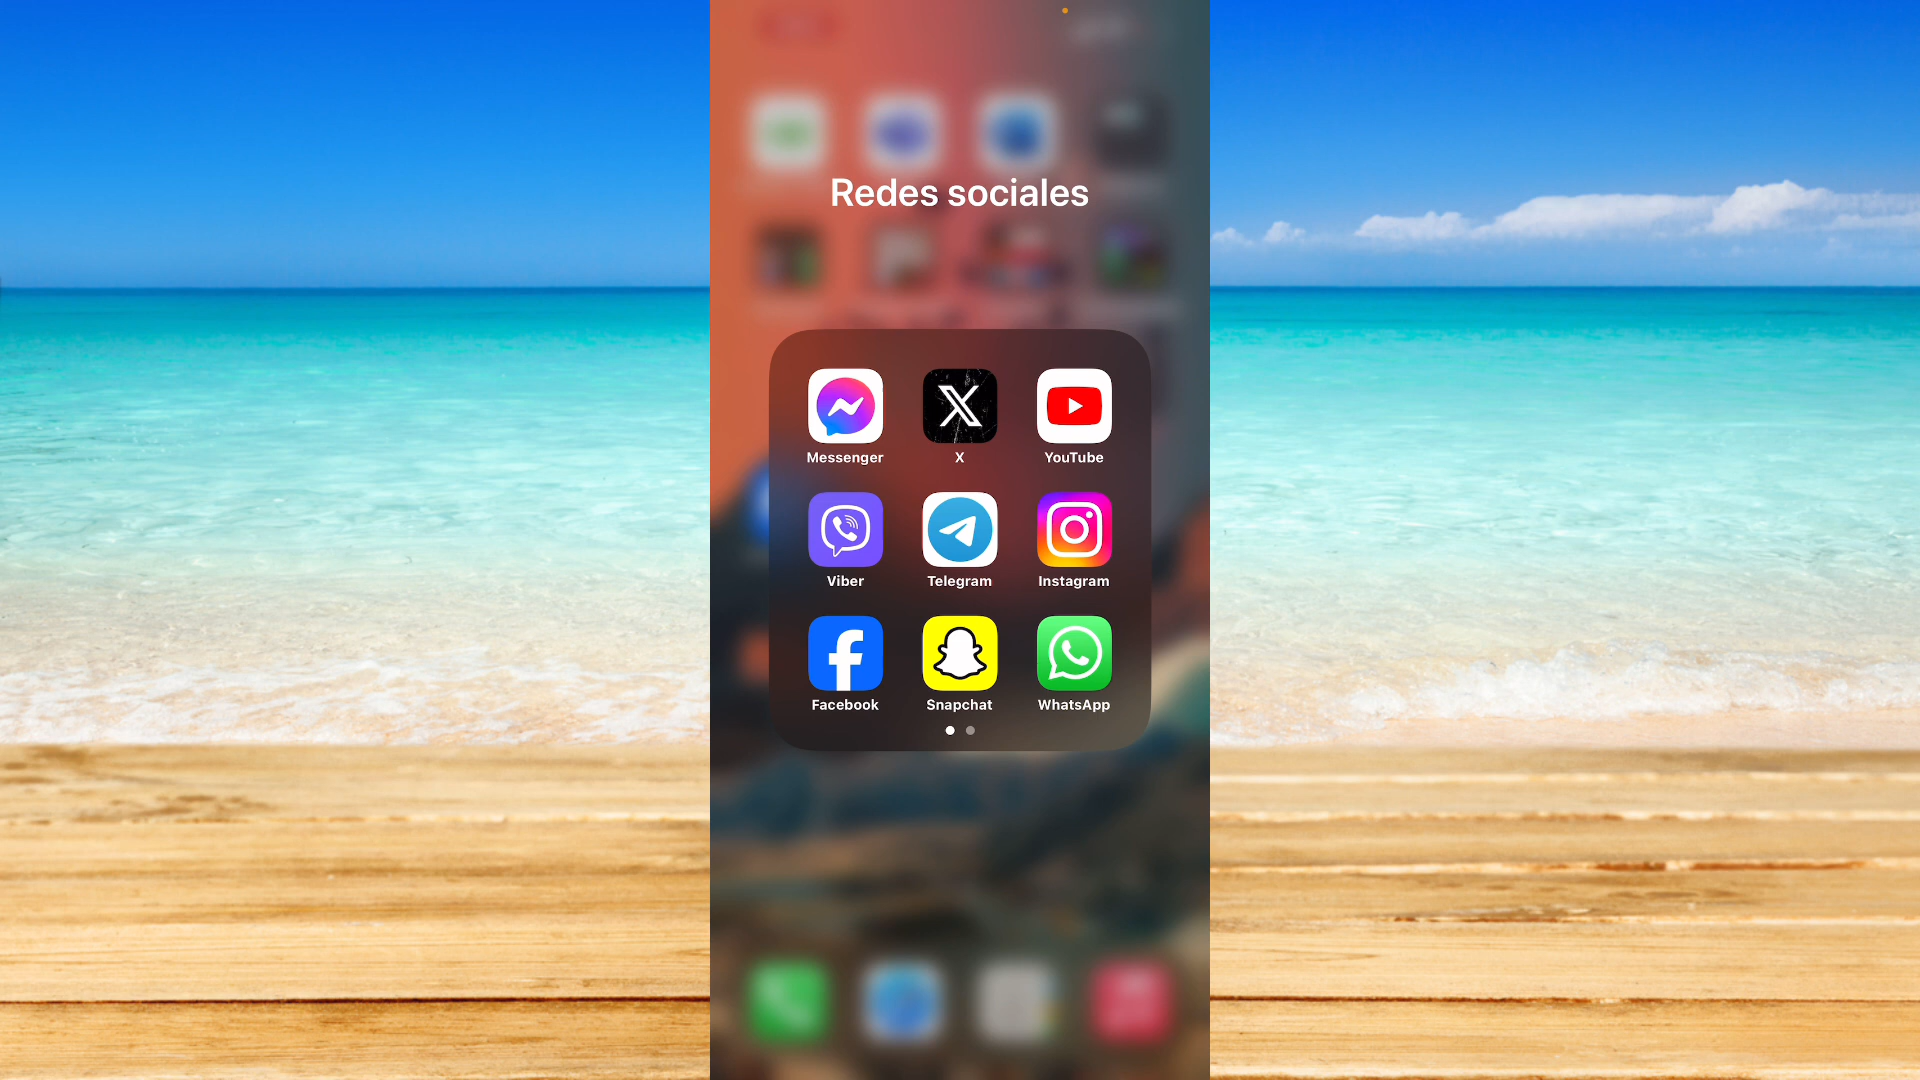 Redes sociales
Messenger
X
YouTube
Viber
Telegram
Instagram
Facebook
Snapchat
WhatsApp